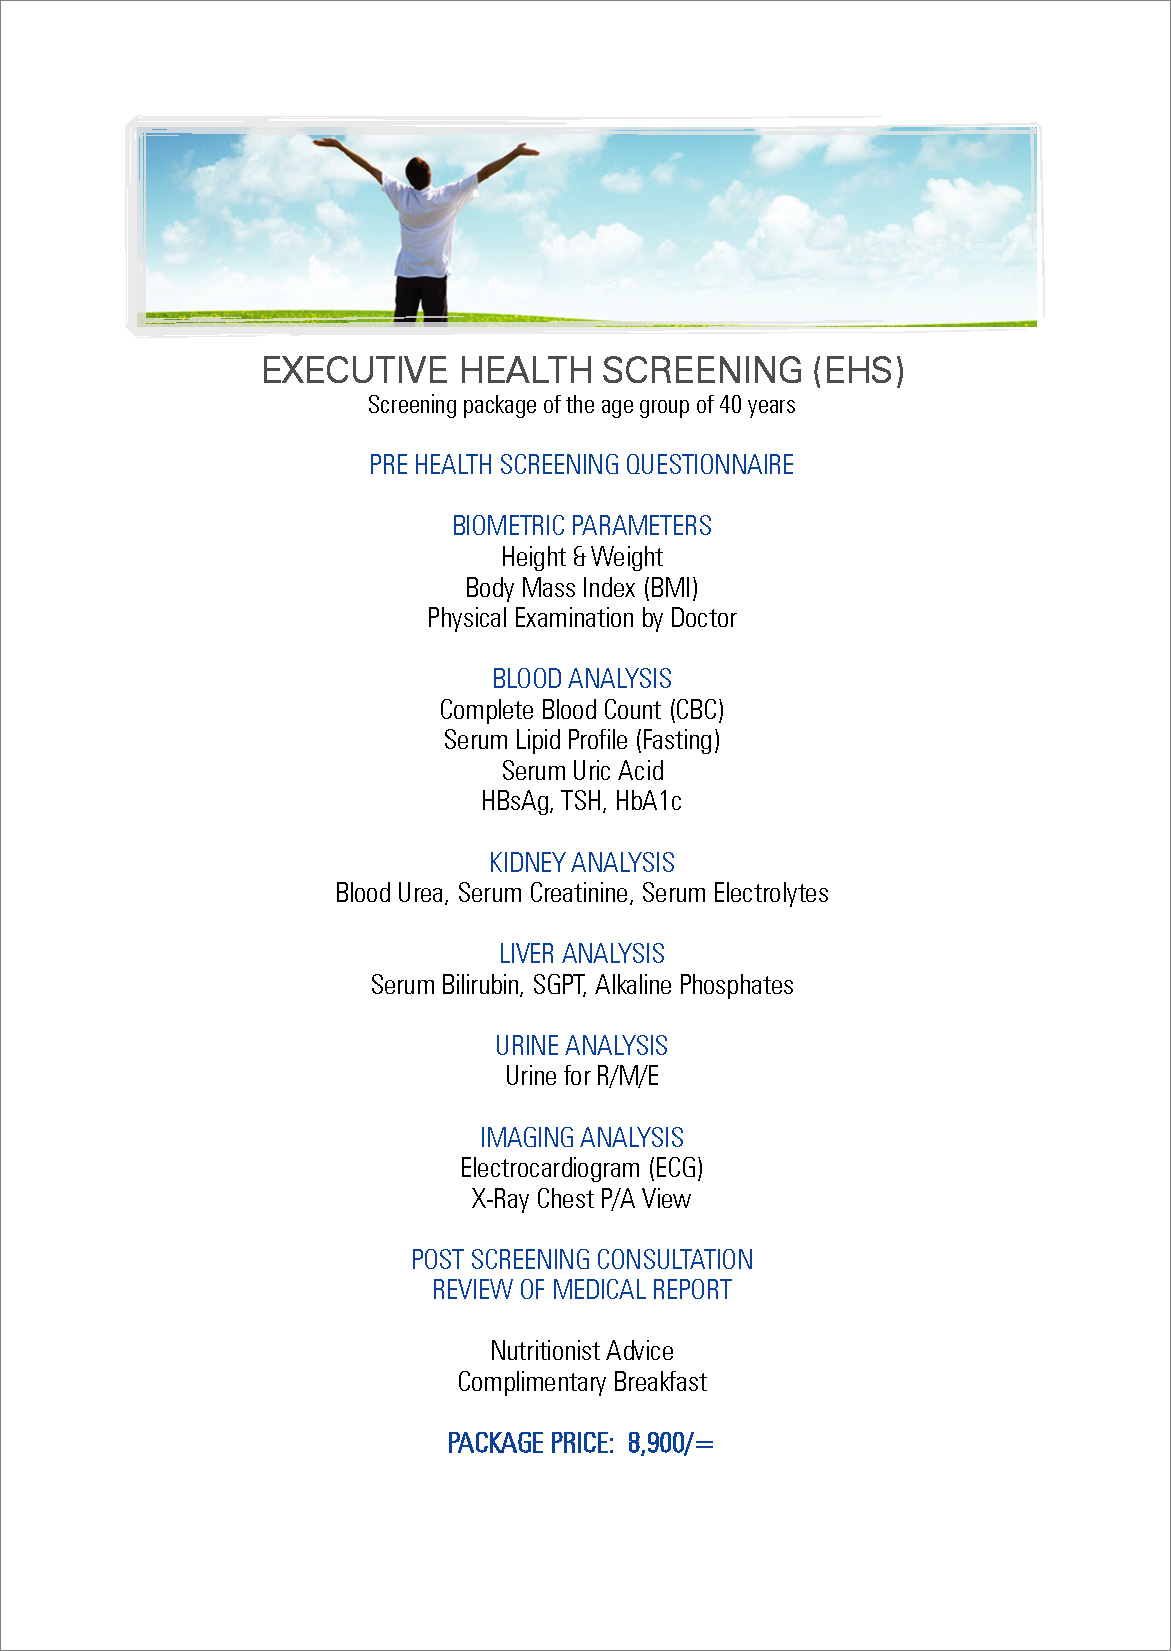 EXECUTIVE HEALTH SCREENING (EHS)
Screening package of the age group of 40 years
PRE HEALTH SCREENING QUESTIONNAIRE
BIOMETRIC PARAMETERS
Height & Weight
Body Mass Index (BMI)
Physical Examination by Doctor
BLOOD ANALYSIS
Complete Blood Count (CBC)
Serum Lipid Profile (Fasting)
Serum Uric Acid
HBsAg, TSH, HbA1c
KIDNEY ANALYSIS
Blood Urea, Serum Creatinine, Serum Electrolytes
LIVER ANALYSIS
Serum Bilirubin, SGPT, Alkaline Phosphates
URINE ANALYSIS
Urine for R/M/E
IMAGING ANALYSIS
Electrocardiogram (ECG)
X-Ray Chest P/A View
POST SCREENING CONSULTATION
REVIEW OF MEDICAL REPORT
Nutritionist Advice
Complimentary Breakfast
PACKAGE PRICE: 8,900/=